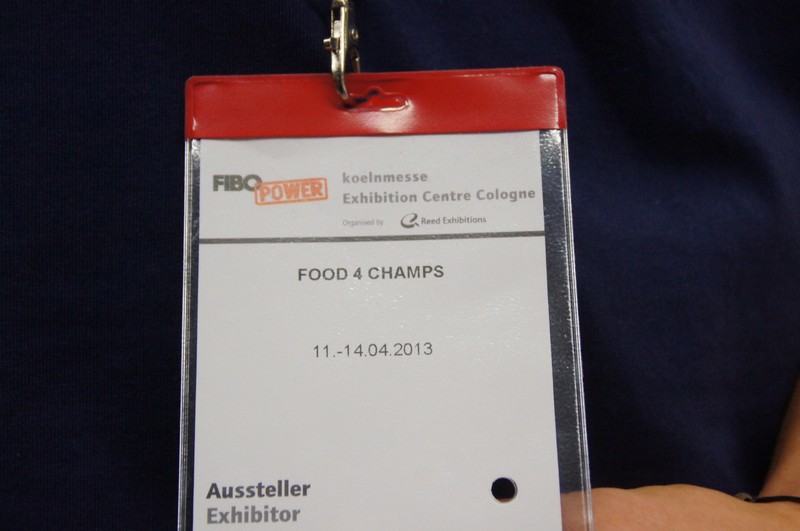 FIBO POWER
koelnmesse
Exhibition Centre Cologne
Organised by Reed Exhibitions
FOOD 4 CHAMPS
11.-14.04.2013
Aussteller
Exhibitor